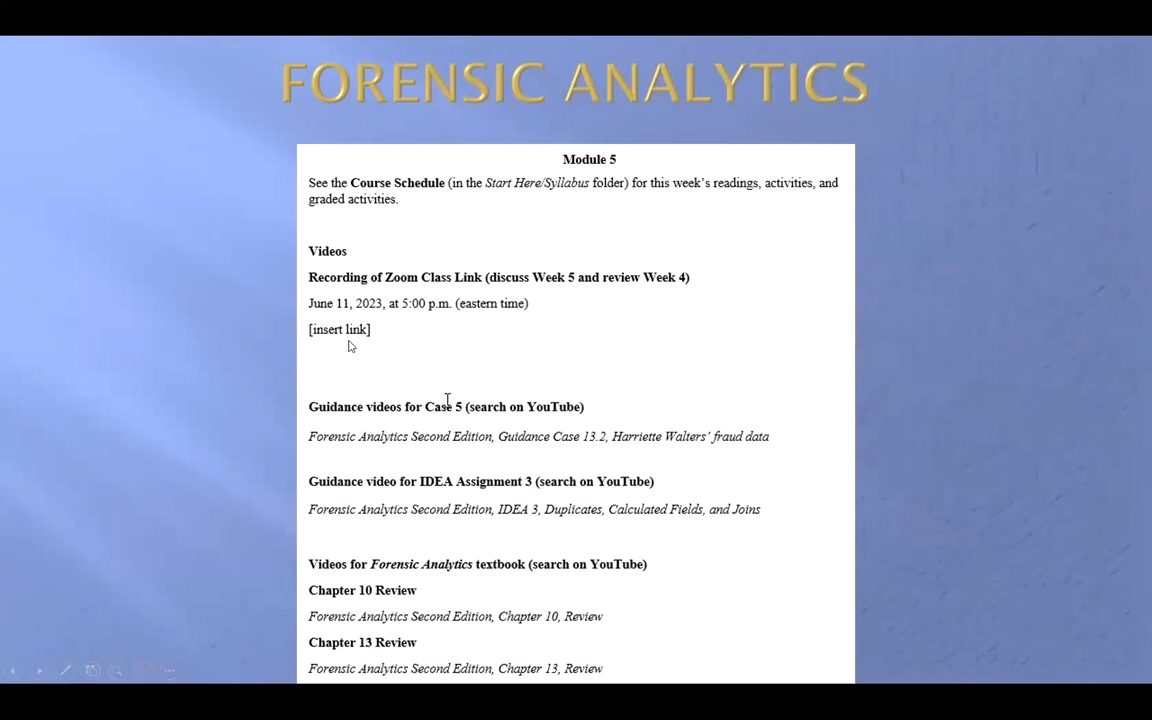 FORENSIC ANALYTICS
Module 5
See the Course Schedule (in the Start Here/Syllabus folder) for this week’s readings, activities, and
graded activities.
Videos
Recording of Zoom Class Link (discuss Week 5 and review Week 4)
June 11, 2023, at 5:00 p.m. (eastern time)
[insert link]
Guidance videos for Case 5 (search on YouTube)
Forensic Analytics Second Edition, Guidance Case 13.2, Harriette Walters’ fraud data
Guidance video for IDEA Assignment 3 (search on YouTube)
Forensic Analytics Second Edition, IDEA 3, Duplicates, Calculated Fields, and Joins
Videos for Forensic Analytics textbook (search on YouTube)
Chapter 10 Review
Forensic Analytics Second Edition, Chapter 10, Review
Chapter 13 Review
Forensic Analytics Second Edition, Chapter 13, Review